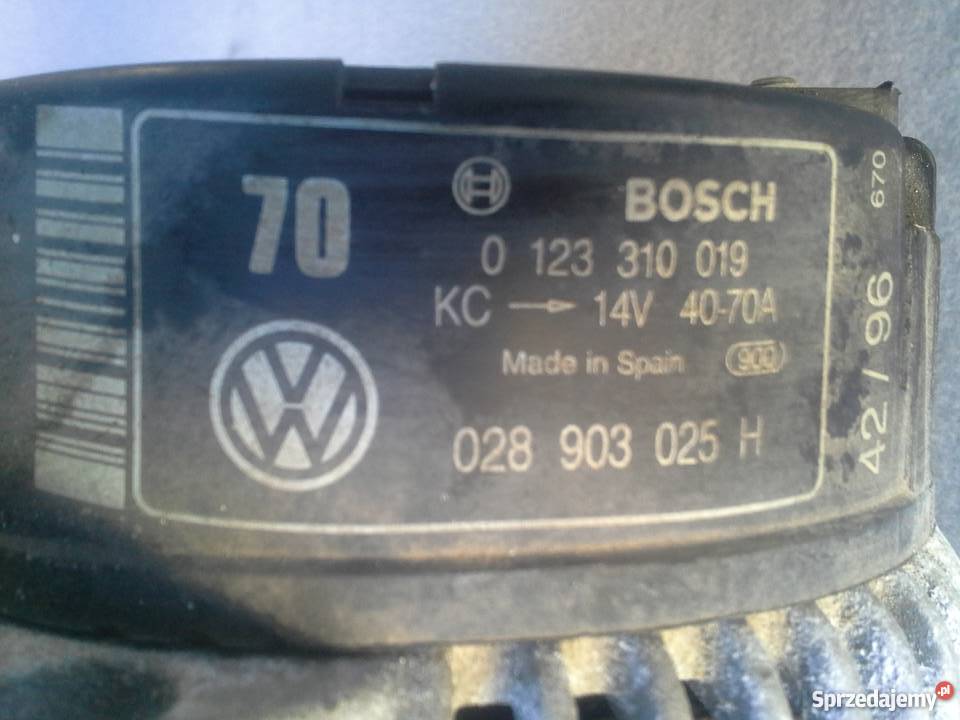 70
BOSCH
0 123 310 019
KC → 14V 40-70A
Made in Spain 900
028 903 025 H
42 / 96 670
Sprzedajemy.pl